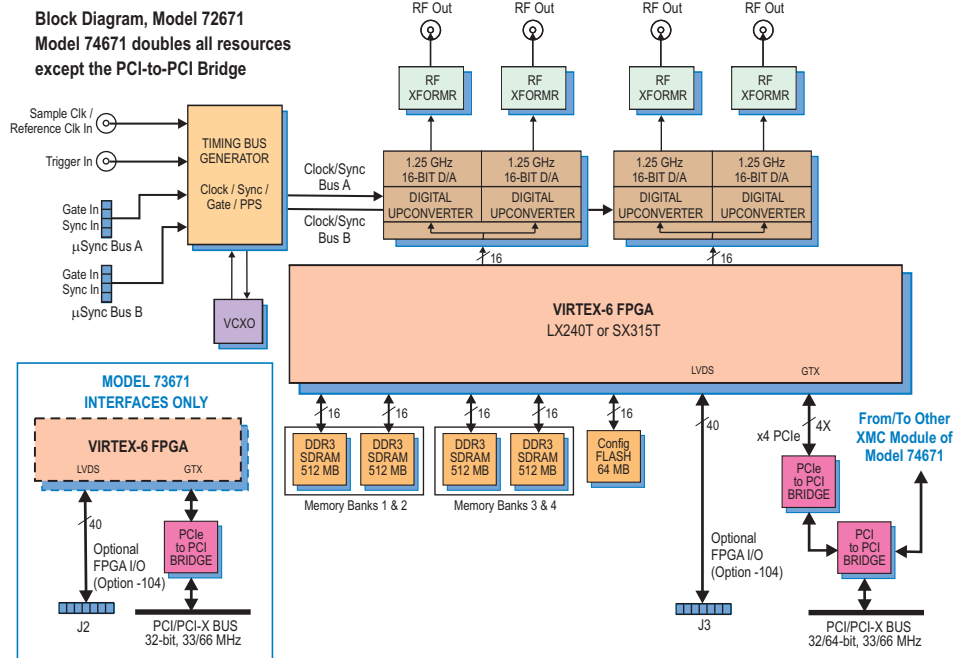 Block Diagram, Model 72671
Model 74671 doubles all resources
except the PCI-to-PCI Bridge
RF Out
RF Out
RF Out
RF Out
RF
XFORMR
RF
XFORMR
RF
XFORMR
RF
XFORMR
Sample Clk /
Reference Clk In
Trigger In
Gate In
Sync In
μSync Bus A
Gate In
Sync In
μSync Bus B
TIMING BUS
GENERATOR
Clock / Sync /
Gate / PPS
VCXO
Clock/Sync
Bus A
Clock/Sync
Bus B
1.25 GHz
16-BIT D/A
1.25 GHz
16-BIT D/A
1.25 GHz
16-BIT D/A
1.25 GHz
16-BIT D/A
DIGITAL
UPCONVERTER
DIGITAL
UPCONVERTER
DIGITAL
UPCONVERTER
DIGITAL
UPCONVERTER
16
16
VIRTEX-6 FPGA
LX240T or SX315T
LVDS
GTX
16
16
16
16
16
40
4X
x4 PCIe
DDR3
SDRAM
512 MB
DDR3
SDRAM
512 MB
DDR3
SDRAM
512 MB
DDR3
SDRAM
512 MB
Config
FLASH
64 MB
Memory Banks 1 & 2
Memory Banks 3 & 4
From/To Other
XMC Module of
Model 74671
PCIe
to PCI
BRIDGE
PCI
to PCI
BRIDGE
Optional
FPGA I/O
(Option -104)
J3
PCI/PCI-X BUS
32/64-bit, 33/66 MHz
MODEL 73671
INTERFACES ONLY
VIRTEX-6 FPGA
LVDS
GTX
40
Optional
FPGA I/O
(Option -104)
PCIe
to PCI
BRIDGE
J2
PCI/PCI-X BUS
32-bit, 33/66 MHz